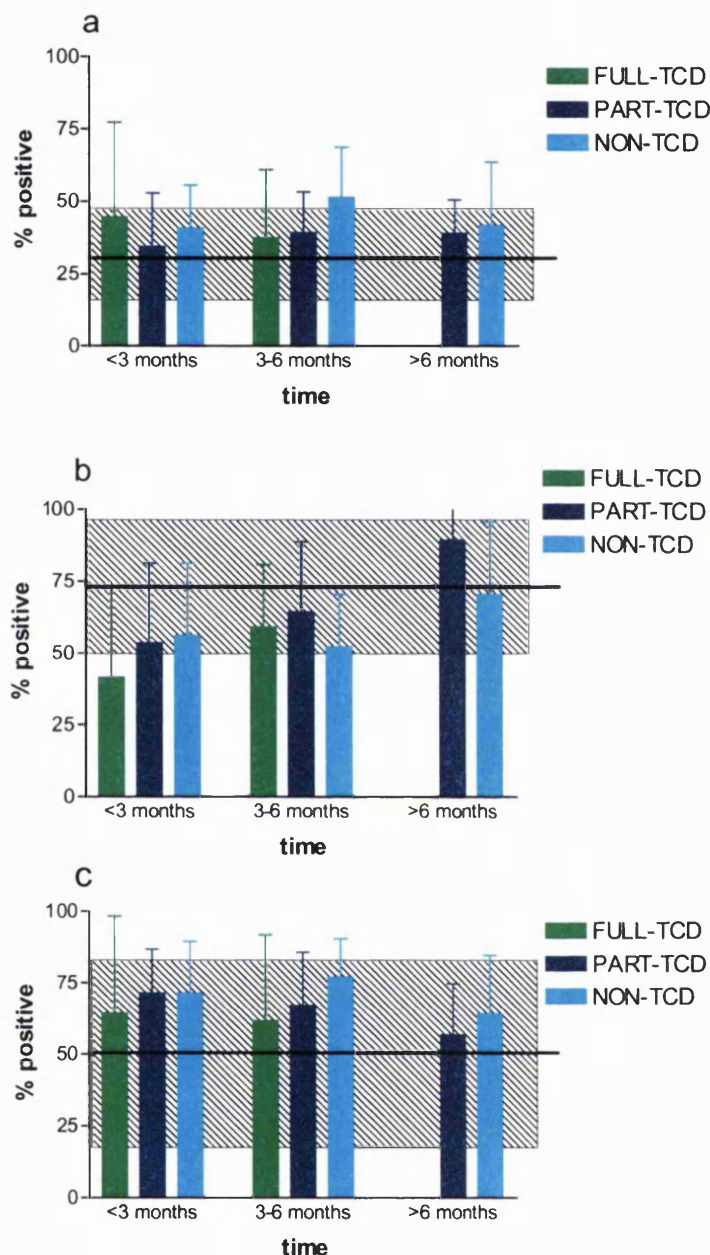 a
100
75
50
25
0
% positive
<3 months 3-6 months >6 months
time
FULL-TCD
PART-TCD
NON-TCD
b
100
75
50
25
0
% positive
<3 months 3-6 months >6 months
time
FULL-TCD
PART-TCD
NON-TCD
c
100
75
50
25
0
% positive
<3 months 3-6 months >6 months
time
FULL-TCD
PART-TCD
NON-TCD